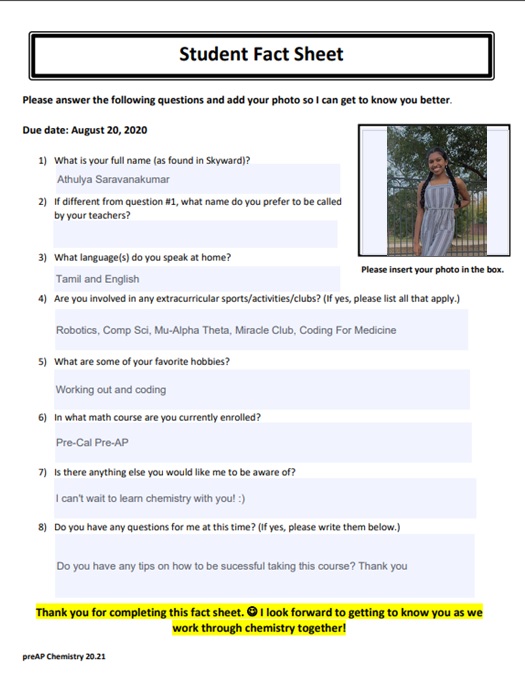 Student Fact Sheet
Please answer the following questions and add your photo so I can get to know you better.
Due date: August 20, 2020
1) What is your full name (as found in Skyward)?
Athulya Saravanakumar
2) If different from question #1, what name do you prefer to be called
by your teachers?
3) What language(s) do you speak at home?
Please insert your photo in the box.
Tamil and English
4) Are you involved in any extracurricular sports/activities/clubs? (If yes, please list all that apply.)
Robotics, Comp Sci, Mu-Alpha Theta, Miracle Club, Coding For Medicine
5) What are some of your favorite hobbies?
Working out and coding
6) In what math course are you currently enrolled?
Pre-Cal Pre-AP
7) Is there anything else you would like me to be aware of?
I can't wait to learn chemistry with you! :)
8) Do you have any questions for me at this time? (If yes, please write them below.)
Do you have any tips on how to be sucessful taking this course? Thank you
Thank you for completing this fact sheet. ☺ I look forward to getting to know you as we
work through chemistry together!
preAP Chemistry 20.21